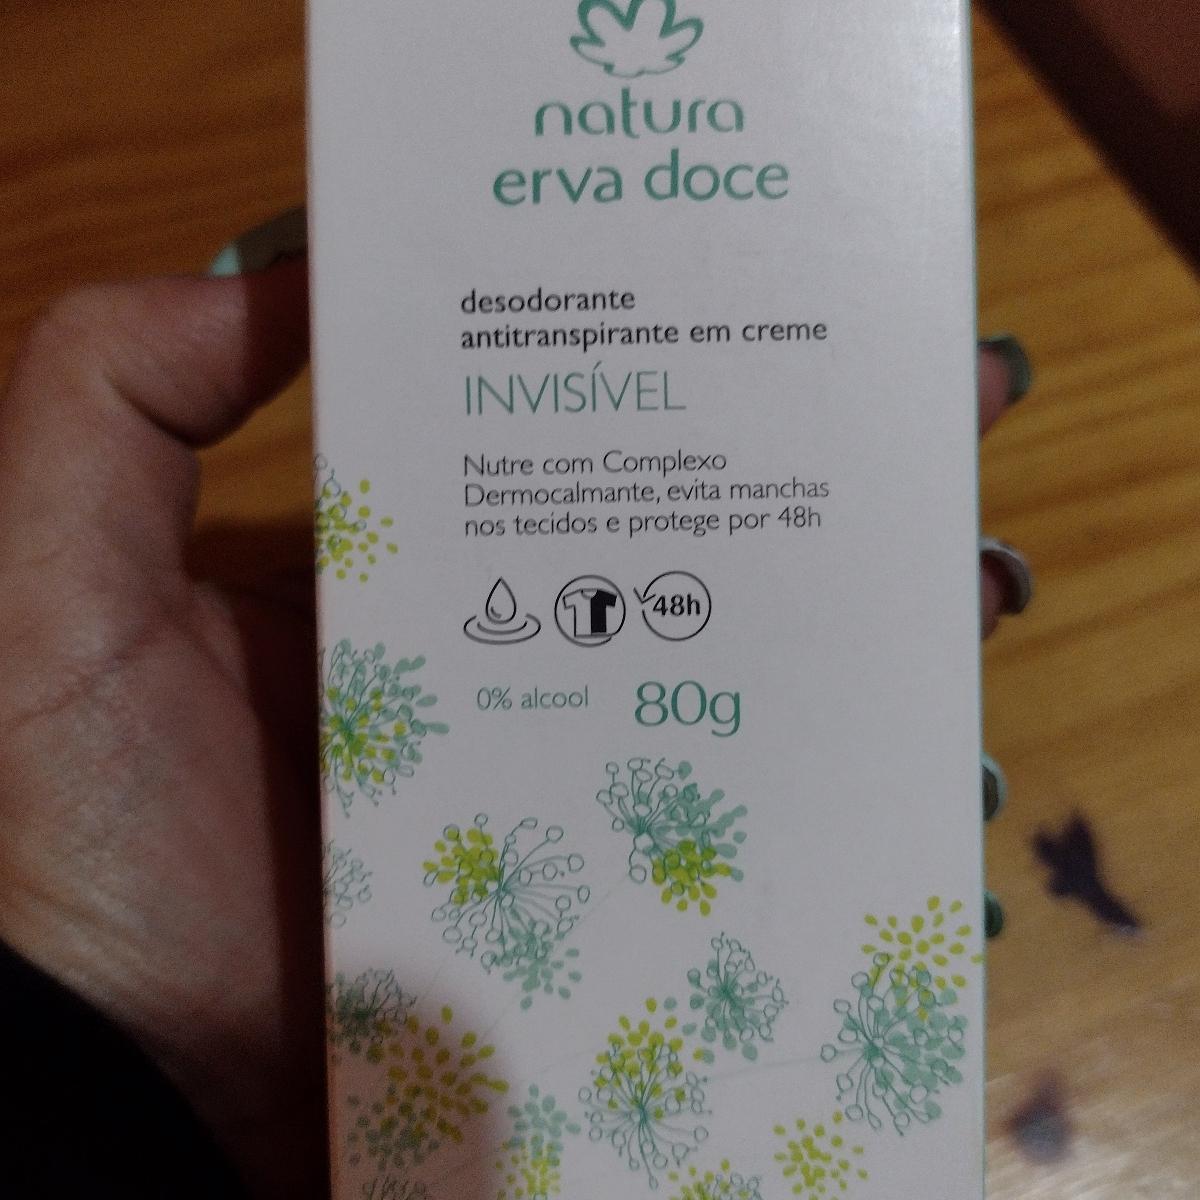 natura
erva doce
desodorante
antitranspirante em creme
INVISÍVEL
Nutre com Complexo
Dermocalmante, evita manchas
nos tecidos e protege por 48h
48h
0% alcool 80g